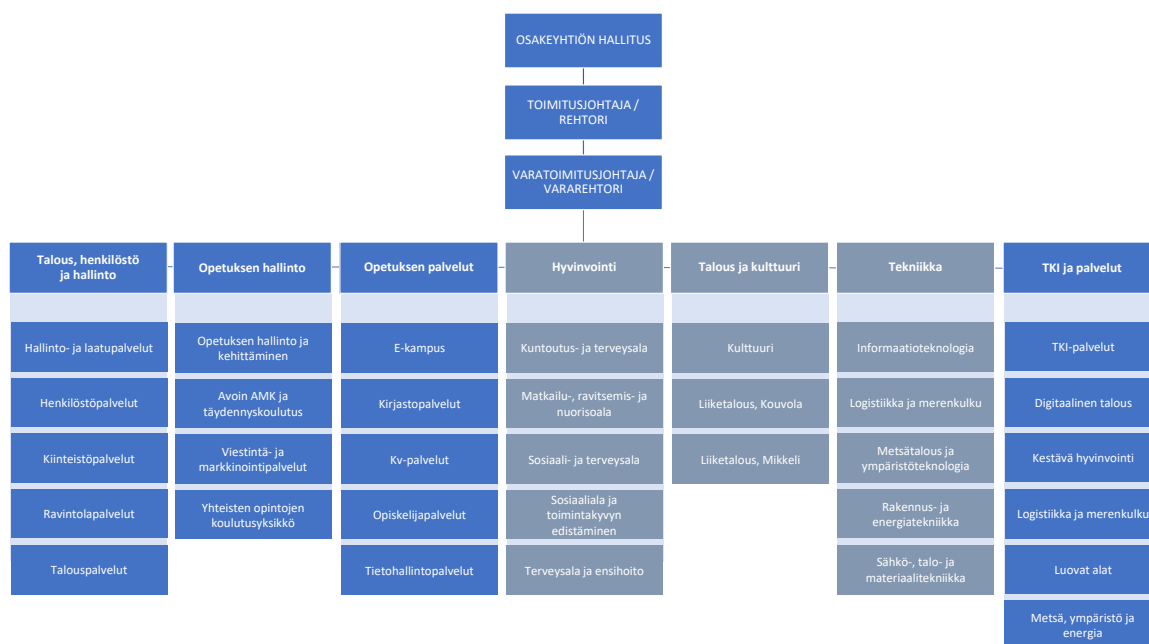 OSAKEYHTIÖN HALLITUS
TOIMITUSJOHTAJA /
REHTORI
VARATOIMITUSJOHTAJA /
VARAREHTORI
Talous, henkilöstö
ja hallinto
Hallinto- ja laatupalvelut
Henkilöstöpalvelut
Kiinteistöpalvelut
Ravintolapalvelut
Talouspalvelut
Opetuksen hallinto
Opetuksen hallinto ja
kehittäminen
Avoin AMK ja
täydennyskoulutus
Viestintä- ja
markkinointipalvelut
Yhteisten opintojen
koulutusyksikkö
Opetuksen palvelut
E-kampus
Kirjastopalvelut
Kv-palvelut
Opiskelijapalvelut
Tietohallintopalvelut
Hyvinvointi
Kuntoutus- ja terveysala
Matkailu-, ravitsemis- ja
nuorisoala
Sosiaali- ja terveysala
Sosiaaliala ja
toimintakyvyn
edistäminen
Terveysala ja ensihoito
Talous ja kulttuuri
Kulttuuri
Liiketalous, Kouvola
Liiketalous, Mikkeli
Tekniikka
Informaatioteknologia
Logistiikka ja merenkulku
Metsätalous ja
ympäristöteknologia
Rakennus- ja
energiatekniikka
Sähkö-, talo- ja
materiaalitekniikka
TKI ja palvelut
TKI-palvelut
Digitaalinen talous
Kestävä hyvinvointi
Logistiikka ja merenkulku
Luovat alat
Metsä, ympäristö ja
energia